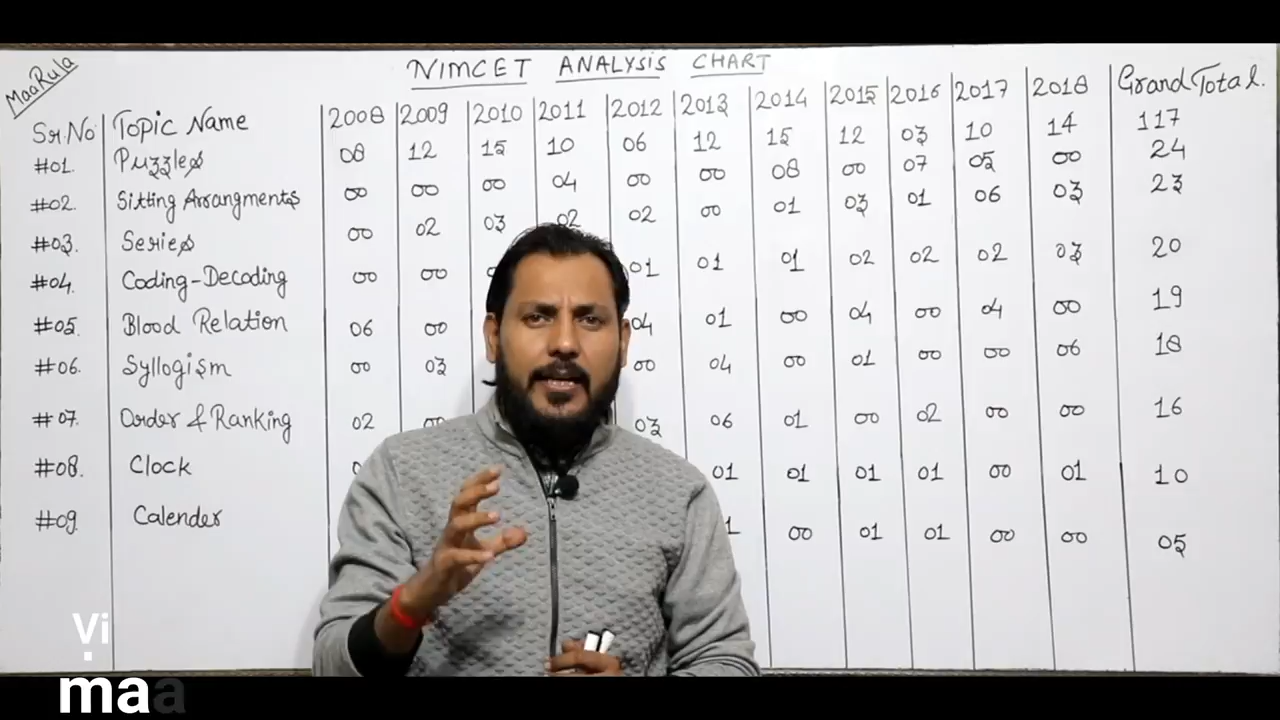 MaaRula
NIMCET ANALYSIS CHART
Sr.No Topic Name 2008 2009 2010 2011 2012 2013 2014 2015 2016 2017 2018 Grand Total.
#01. Puzzles 08 12 15 10 06 12 15 12 03 10 14 117
#02. Sitting Arrangments 00 00 00 04 00 00 08 00 07 05 00 24
#03. Series 00 02 03 02 02 00 01 03 01 06 03 23
#04. Coding-Decoding 00 00 01 01 01 02 02 02 03 20
#05. Blood Relation 06 00 04 01 00 04 00 04 00 19
#06. Syllogism 00 03 00 04 00 01 00 00 06 18
#07. Order & Ranking 02 00 03 06 01 00 02 00 00 16
#08. Clock 01 01 01 01 00 01 10
#09 Calender 1 00 01 01 00 00 05
Vi
maa